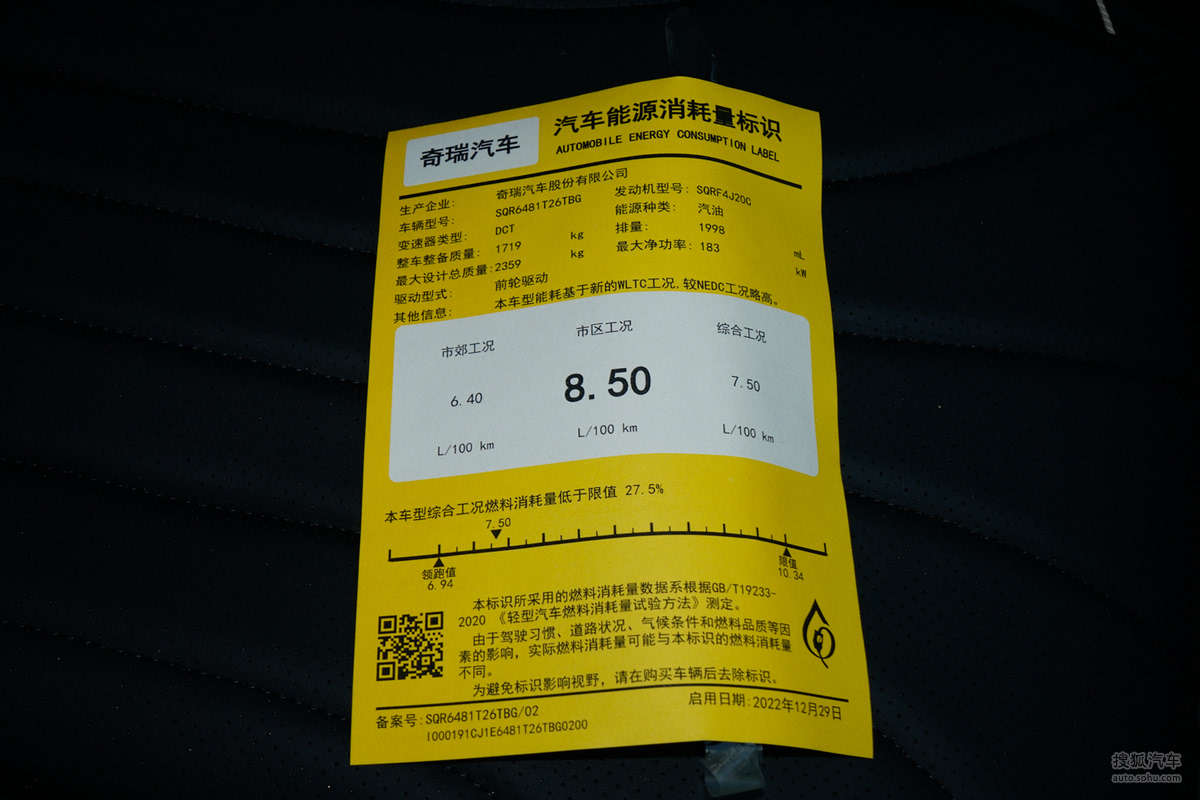 奇瑞汽车
汽车能源消耗量标识
AUTOMOBILE ENERGY CONSUMPTION LABEL
生产企业: 奇瑞汽车股份有限公司
车辆型号: SQR6481T26TBG 发动机型号: SQRF4J20C
变速器类型: DCT 能源种类: 汽油
整车整备质量: 1719 kg 排量: 1998 mL
最大设计总质量: 2359 kg 最大净功率: 183 kW
驱动型式: 前轮驱动
其他信息: 本车型能耗基于新的WLTC工况,较NEDC工况略高。
市郊工况 市区工况 综合工况
6.40 8.50 7.50
L/100 km L/100 km L/100 km
本车型综合工况燃料消耗量低于限值 27.5%
7.50
领跑值 限值
6.94 10.34
本标识所采用的燃料消耗量数据系根据GB/T19233-
2020 《轻型汽车燃料消耗量试验方法》测定。
由于驾驶习惯、道路状况、气候条件和燃料品质等因
素的影响，实际燃料消耗量可能与本标识的燃料消耗量
不同。
为避免标识影响视野，请在购买车辆后去除标识。
备案号:SQR6481T26TBG/02 启用日期:2022年12月29日
I000191CJ1E6481T26TBG0200
搜狐汽车
auto.sohu.com